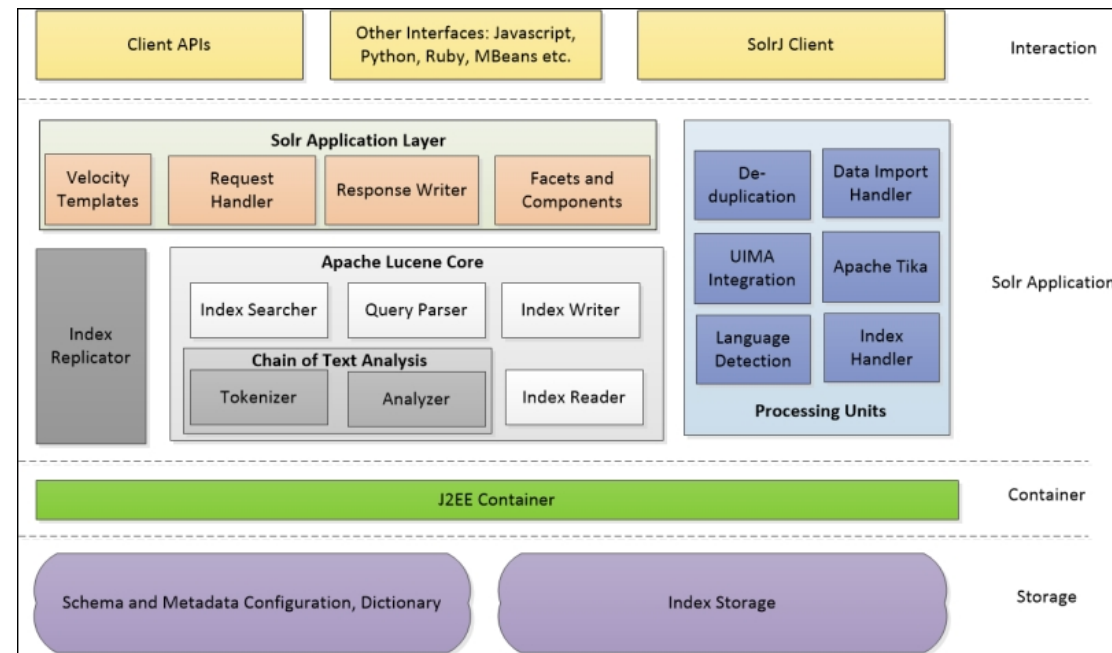 Client APIs
Other Interfaces: Javascript,
Python, Ruby, MBeans etc.
SolrJ Client
Interaction
Solr Application Layer
Velocity
Templates
Request
Handler
Response Writer
Facets and
Components
De-
duplication
Data Import
Handler
UIMA
Integration
Apache Tika
Language
Detection
Index
Handler
Processing Units
Solr Application
Index
Replicator
Apache Lucene Core
Index Searcher
Query Parser
Index Writer
Chain of Text Analysis
Tokenizer
Analyzer
Index Reader
J2EE Container
Container
Schema and Metadata Configuration, Dictionary
Index Storage
Storage